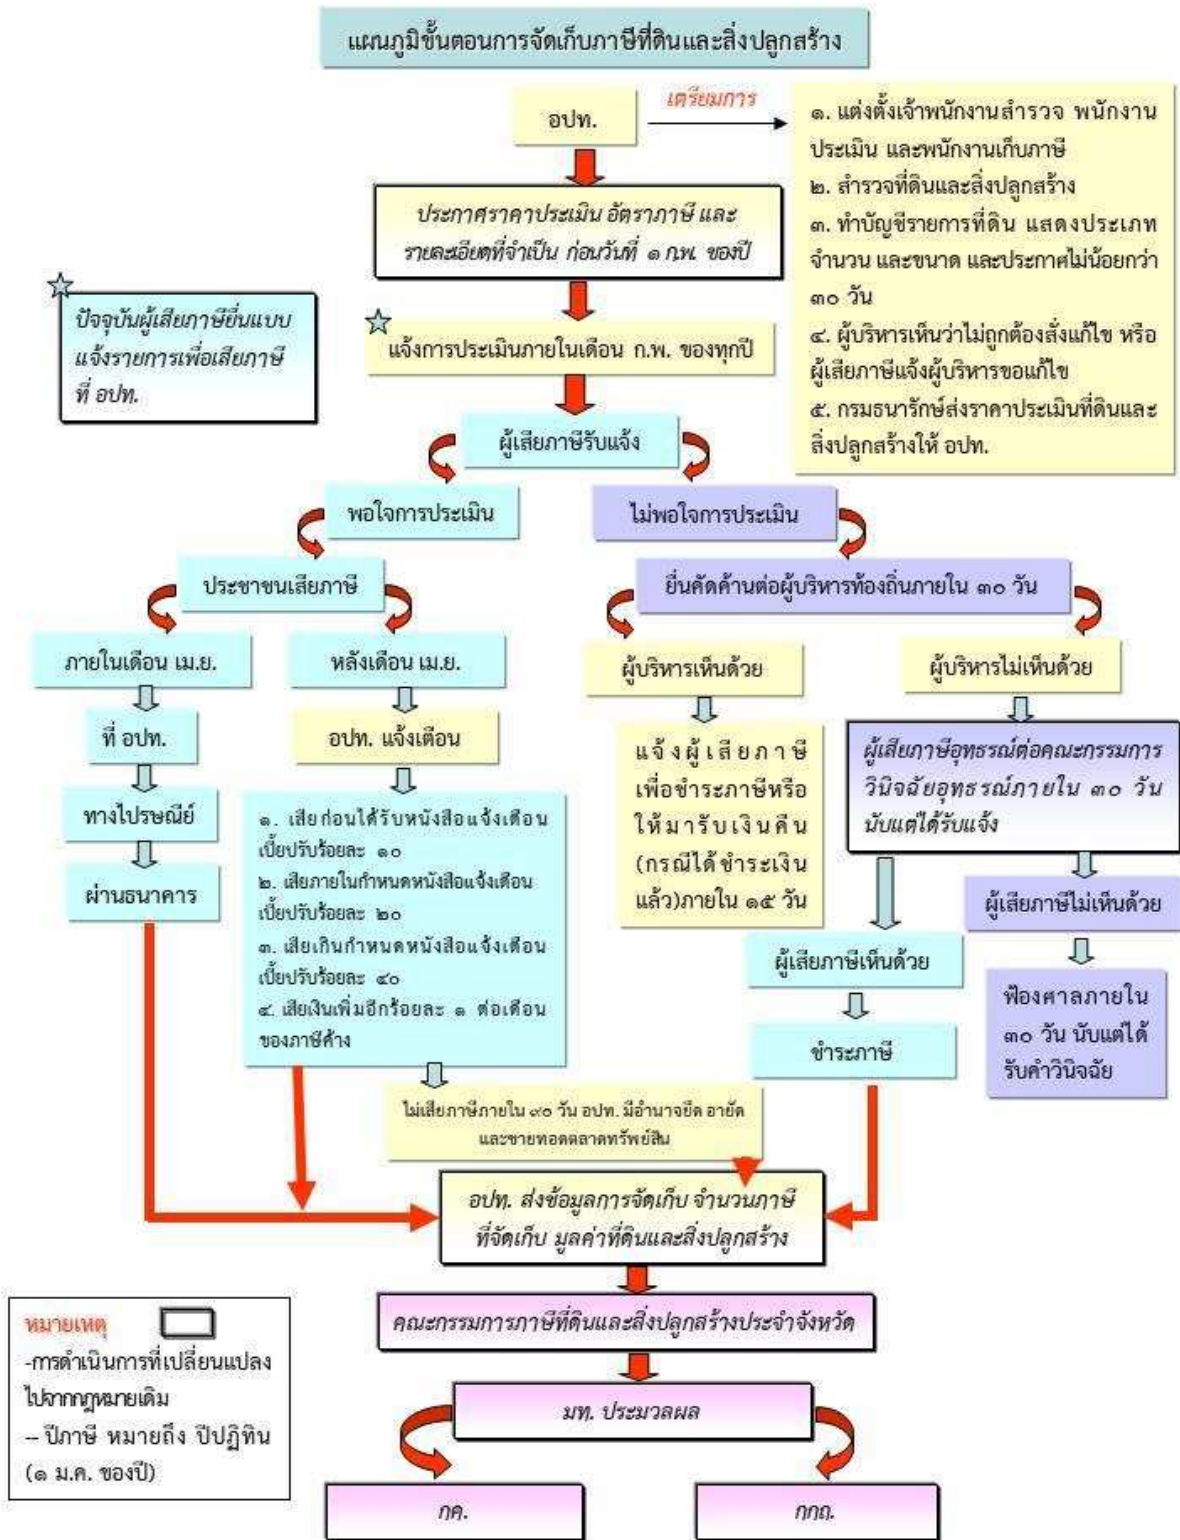 แผนภูมิขั้นตอนการจัดเก็บภาษีที่ดินและสิ่งปลูกสร้าง
อปท.
เตรียมการ
๑. แต่งตั้งเจ้าพนักงานสำรวจ พนักงาน
ประเมิน และพนักงานเก็บภาษี
๒. สำรวจที่ดินและสิ่งปลูกสร้าง
๓. ทำบัญชีรายการที่ดิน แสดงประเภท
จำนวน และขนาด และประกาศไม่น้อยกว่า
๓๐ วัน
๔. ผู้บริหารเห็นว่าไม่ถูกต้องสั่งแก้ไข หรือ
ผู้เสียภาษีแจ้งผู้บริหารขอแก้ไข
๕. กรมธนารักษ์ส่งราคาประเมินที่ดินและ
สิ่งปลูกสร้างให้ อปท.
ประกาศราคาประเมิน อัตราภาษี และ
รายละเอียดที่จำเป็น ก่อนวันที่ ๑ ก.พ. ของปี
ปัจจุบันผู้เสียภาษียื่นแบบ
แจ้งรายการเพื่อเสียภาษี
ที่ อปท.
แจ้งการประเมินภายในเดือน ก.พ. ของทุกปี
ผู้เสียภาษีรับแจ้ง
พอใจการประเมิน
ไม่พอใจการประเมิน
ประชาชนเสียภาษี
ยื่นคัดค้านต่อผู้บริหารท้องถิ่นภายใน ๓๐ วัน
ภายในเดือน เม.ย.
หลังเดือน เม.ย.
ผู้บริหารเห็นด้วย
ผู้บริหารไม่เห็นด้วย
ที่ อปท.
อปท. แจ้งเตือน
แจ้งผู้เสียภาษี
เพื่อชำระภาษีหรือ
ให้มารับเงินคืน
(กรณีได้ชำระเงิน
แล้ว)ภายใน ๑๕ วัน
ผู้เสียภาษีอุทธรณ์ต่อคณะกรรมการ
วินิจฉัยอุทธรณ์ภายใน ๓๐ วัน
นับแต่ได้รับแจ้ง
ทางไปรษณีย์
ผ่านธนาคาร
๑. เสียก่อนได้รับหนังสือแจ้งเตือน
เบี้ยปรับร้อยละ ๑๐
๒. เสียภายในกำหนดหนังสือแจ้งเตือน
เบี้ยปรับร้อยละ ๒๐
๓. เสียเกินกำหนดหนังสือแจ้งเตือน
เบี้ยปรับร้อยละ ๔๐
๔. เสียเงินเพิ่มอีกร้อยละ ๑ ต่อเดือน
ของภาษีค้าง
ผู้เสียภาษีไม่เห็นด้วย
ผู้เสียภาษีเห็นด้วย
ฟ้องศาลภายใน
๓๐ วัน นับแต่ได้
รับคำวินิจฉัย
ชำระภาษี
ไม่เสียภาษีภายใน ๙๐ วัน อปท. มีอำนาจยึด อายัด
และขายทอดตลาดทรัพย์สิน
อปท. ส่งข้อมูลการจัดเก็บ จำนวนภาษี
ที่จัดเก็บ มูลค่าที่ดินและสิ่งปลูกสร้าง
คณะกรรมการภาษีที่ดินและสิ่งปลูกสร้างประจำจังหวัด
มท. ประมวลผล
กค.
กกถ.
หมายเหตุ
-การดำเนินการที่เปลี่ยนแปลง
ไปจากกฎหมายเดิม
-- ปีภาษี หมายถึง ปีปฏิทิน
(๑ ม.ค. ของปี)